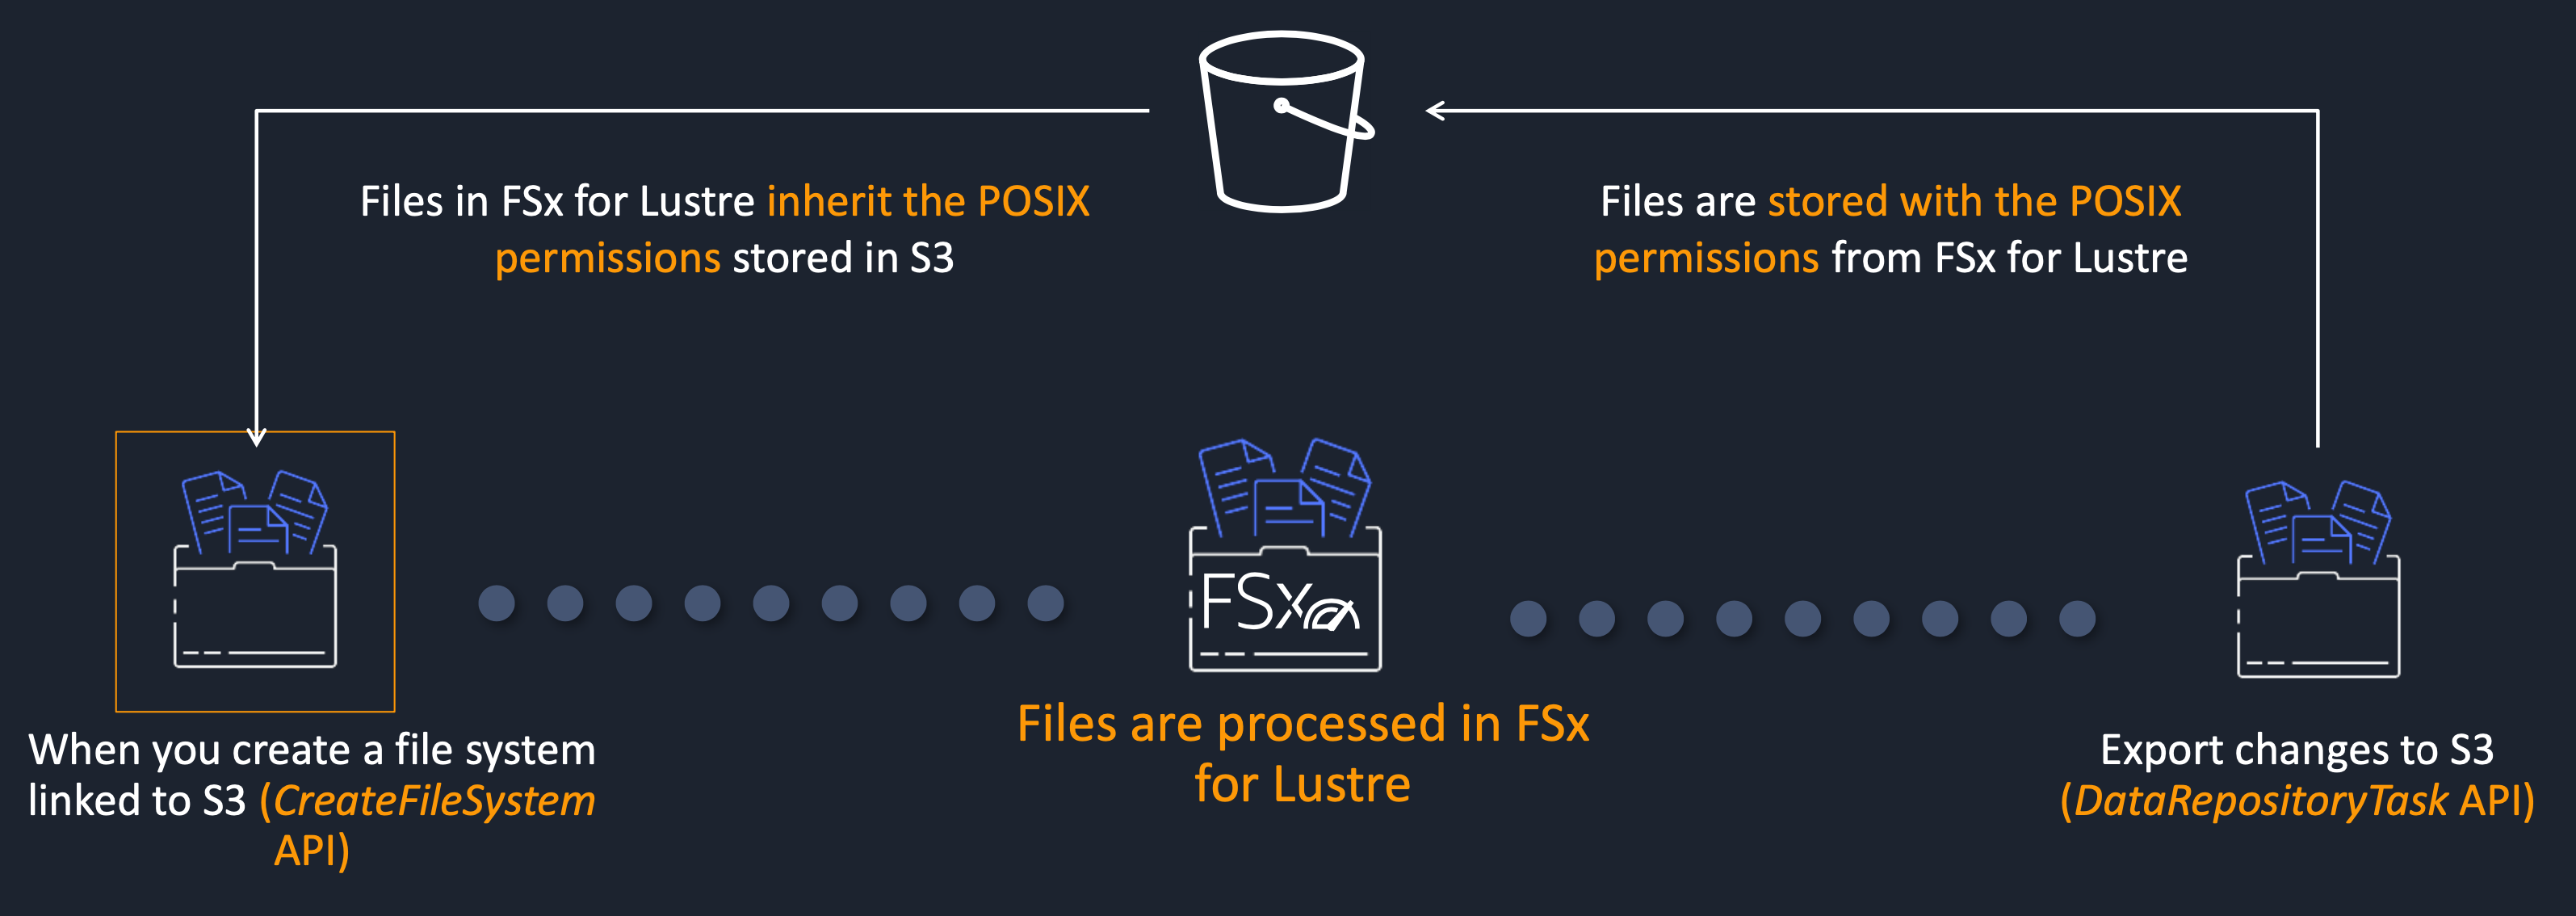 Files in FSx for Lustre inherit the POSIX
permissions stored in S3
Files are stored with the POSIX
permissions from FSx for Lustre
When you create a file system
linked to S3 (CreateFileSystem
API)
FSx
Files are processed in FSx
for Lustre
Export changes to S3
(DataRepositoryTask API)